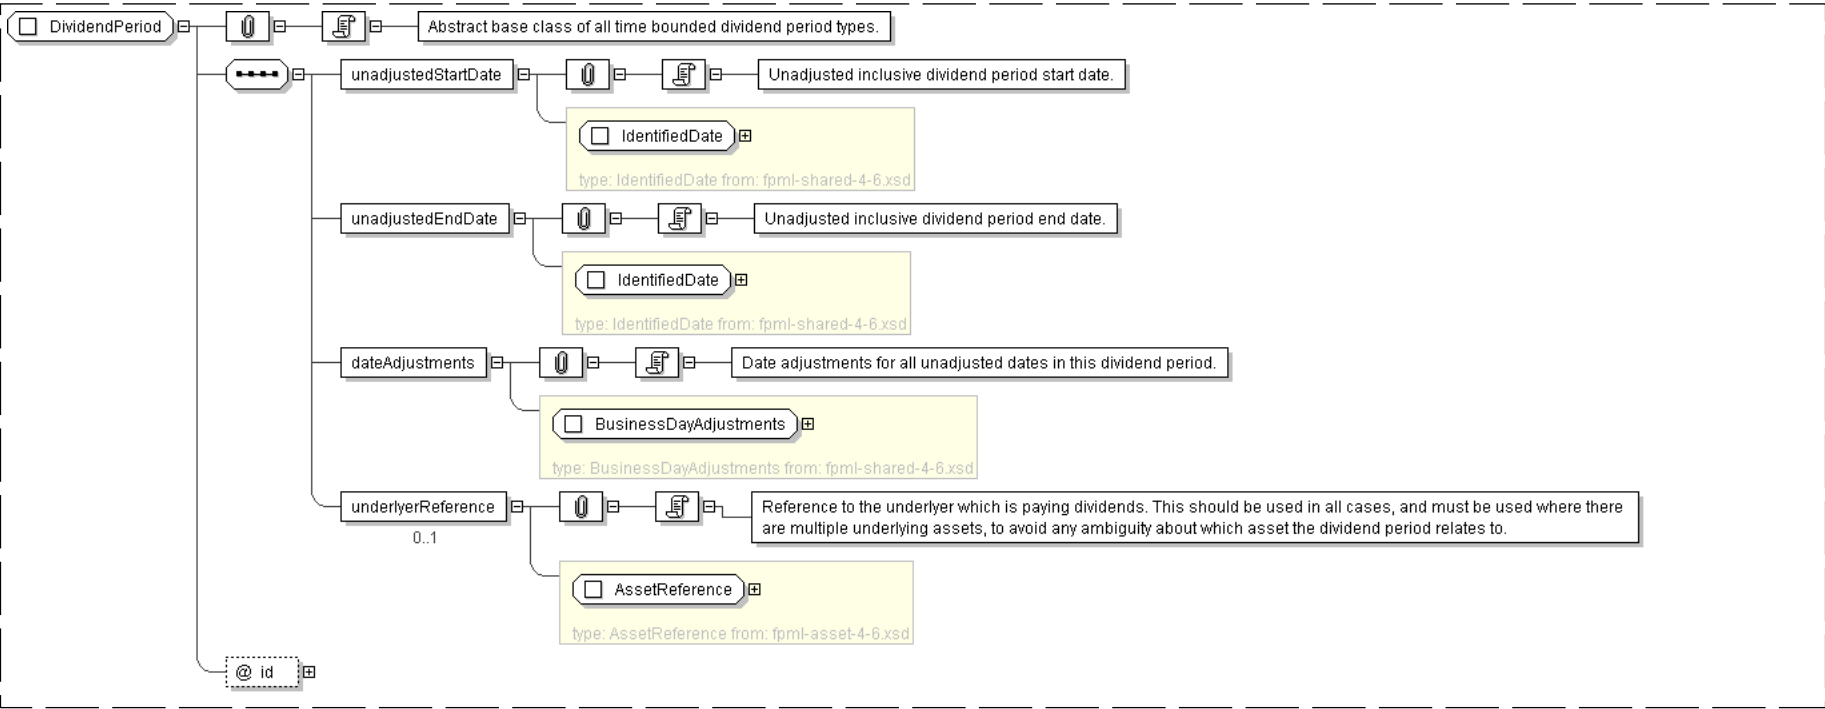 DividendPeriod
Abstract base class of all time bounded dividend period types.
unadjustedStartDate
Unadjusted inclusive dividend period start date.
IdentifiedDate
type: IdentifiedDate from: fpml-shared-4-6.xsd
unadjustedEndDate
Unadjusted inclusive dividend period end date.
IdentifiedDate
type: IdentifiedDate from: fpml-shared-4-6.xsd
dateAdjustments
Date adjustments for all unadjusted dates in this dividend period.
BusinessDayAdjustments
type: BusinessDayAdjustments from: fpml-shared-4-6.xsd
underlyerReference
0..1
Reference to the underlyer which is paying dividends. This should be used in all cases, and must be used where there
are multiple underlying assets, to avoid any ambiguity about which asset the dividend period relates to.
AssetReference
type: AssetReference from: fpml-asset-4-6.xsd
@ id